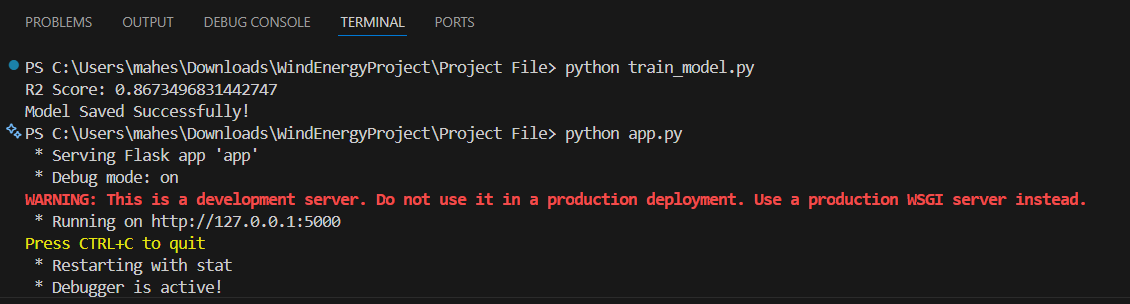 PROBLEMS OUTPUT DEBUG CONSOLE TERMINAL PORTS
PS C:\Users\mahes\Downloads\WindEnergyProject\Project File> python train_model.py
R2 Score: 0.8673496831442747
Model Saved Successfully!
PS C:\Users\mahes\Downloads\WindEnergyProject\Project File> python app.py
* Serving Flask app 'app'
* Debug mode: on
WARNING: This is a development server. Do not use it in a production deployment. Use a production WSGI server instead.
* Running on http://127.0.0.1:5000
Press CTRL+C to quit
* Restarting with stat
* Debugger is active!